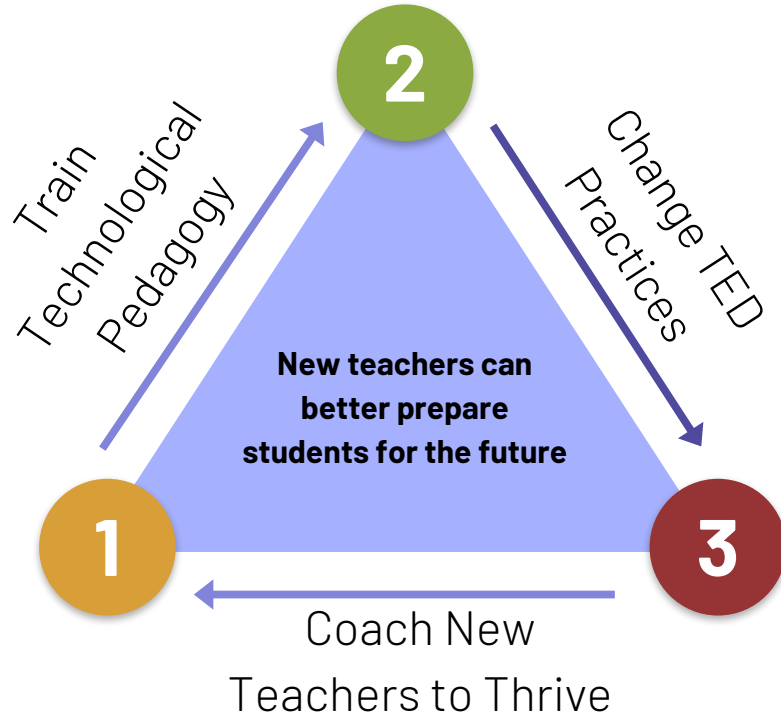 2
Train
Technological
Pedagogy
Change TED
Practices
New teachers can
better prepare
students for the future
1
3
Coach New
Teachers to Thrive